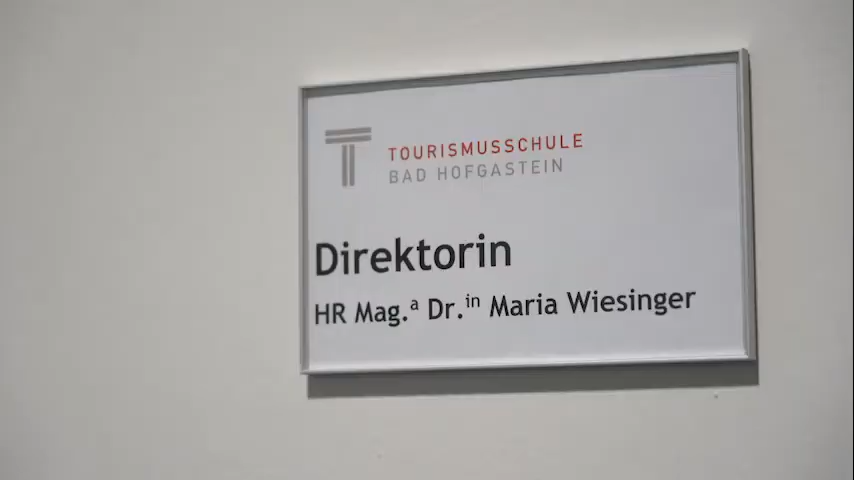 TOURISMUSSCHULE
BAD HOFGASTEIN
Direktorin
HR Mag.ª Dr.ⁱⁿ Maria Wiesinger